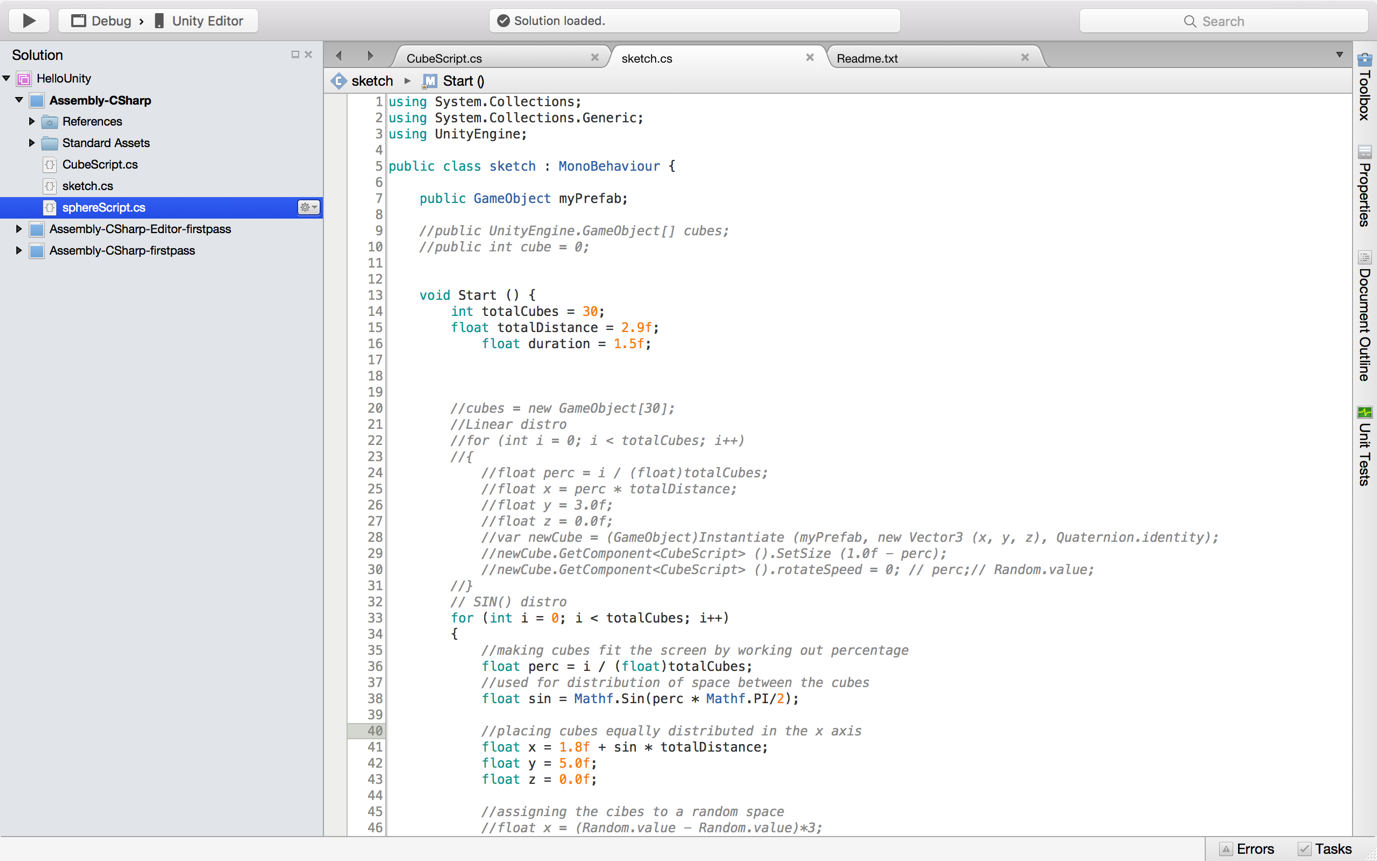 Debug › Unity Editor
Solution loaded.
Search
Solution
HelloUnity
Assembly-CSharp
References
Standard Assets
CubeScript.cs
sketch.cs
sphereScript.cs
Assembly-CSharp-Editor-firstpass
Assembly-CSharp-firstpass
CubeScript.cs
sketch.cs
Readme.txt
sketch
M Start ()
1 using System.Collections;
2 using System.Collections.Generic;
3 using UnityEngine;
4
5 public class sketch : MonoBehaviour {
6
7 public GameObject myPrefab;
8
9 //public UnityEngine.GameObject[] cubes;
10 //public int cube = 0;
11
12
13 void Start () {
14 int totalCubes = 30;
15 float totalDistance = 2.9f;
16 float duration = 1.5f;
17
18
19
20 //cubes = new GameObject[30];
21 //Linear distro
22 //for (int i = 0; i < totalCubes; i++)
23 //{
24 //float perc = i / (float)totalCubes;
25 //float x = perc * totalDistance;
26 //float y = 3.0f;
27 //float z = 0.0f;
28 //var newCube = (GameObject)Instantiate (myPrefab, new Vector3 (x, y, z), Quaternion.identity);
29 //newCube.GetComponent<CubeScript> ().SetSize (1.0f - perc);
30 //newCube.GetComponent<CubeScript> ().rotateSpeed = 0; // perc;// Random.value;
31 //}
32 // SIN() distro
33 for (int i = 0; i < totalCubes; i++)
34 {
35 //making cubes fit the screen by working out percentage
36 float perc = i / (float)totalCubes;
37 //used for distribution of space between the cubes
38 float sin = Mathf.Sin(perc * Mathf.PI/2);
39
40 //placing cubes equally distributed in the x axis
41 float x = 1.8f + sin * totalDistance;
42 float y = 5.0f;
43 float z = 0.0f;
44
45 //assigning the cibes to a random space
46 //float x = (Random.value - Random.value)*3;
Toolbox
Properties
Document Outline
Unit Tests
Errors
Tasks